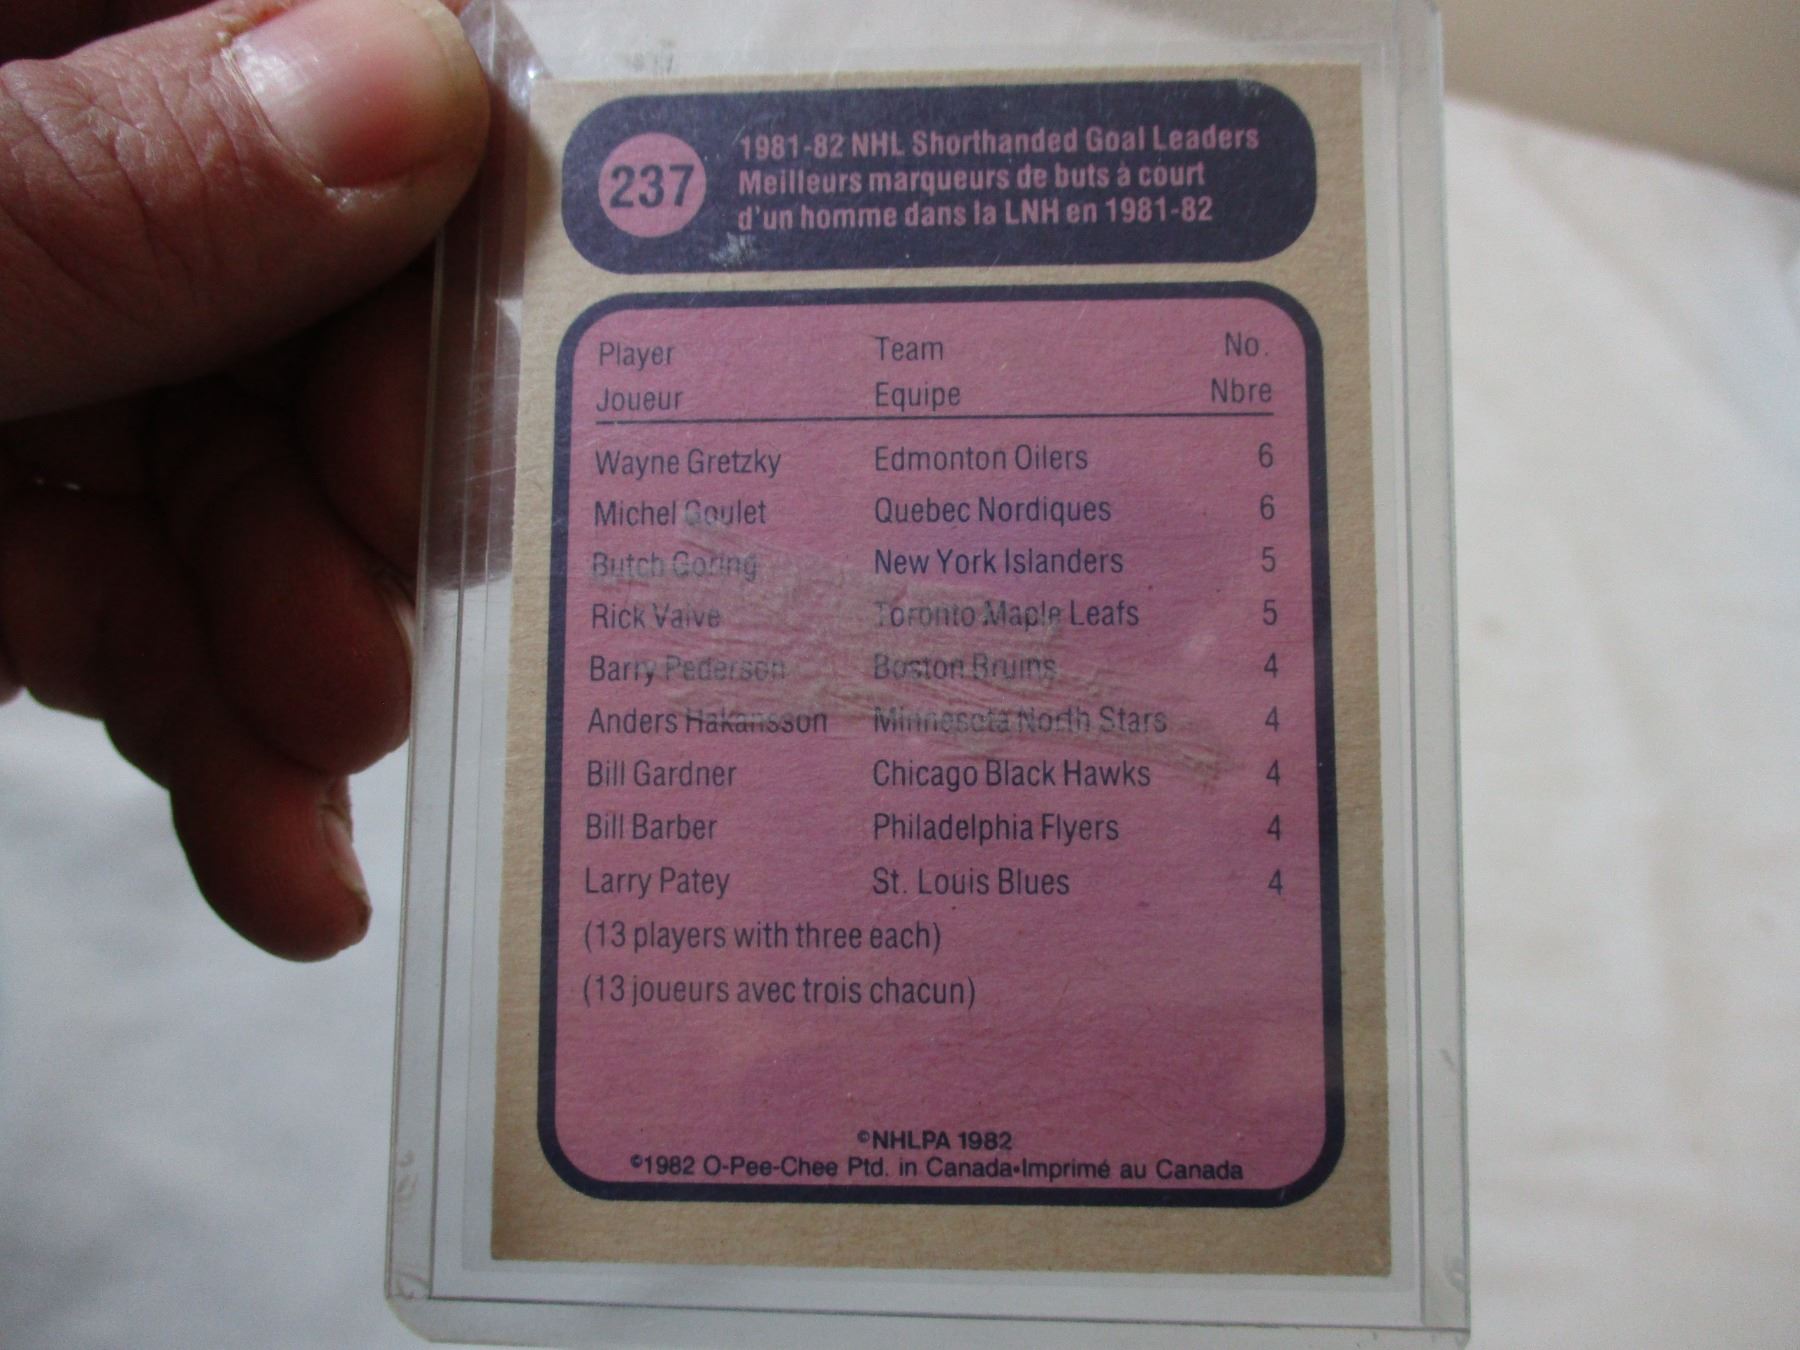 237
1981-82 NHL Shorthanded Goal Leaders
Meilleurs marqueurs de buts à court
d'un homme dans la LNH en 1981-82
Player Team No.
Joueur Equipe Nbre
Wayne Gretzky Edmonton Oilers 6
Michel Goulet Quebec Nordiques 6
Butch Goring New York Islanders 5
Rick Vaive Toronto Maple Leafs 5
Barry Pederson Boston Bruins 4
Anders Hakansson Minnesota North Stars 4
Bill Gardner Chicago Black Hawks 4
Bill Barber Philadelphia Flyers 4
Larry Patey St. Louis Blues 4
(13 players with three each)
(13 joueurs avec trois chacun)
©NHLPA 1982
©1982 O-Pee-Chee Ptd. in Canada•Imprimé au Canada